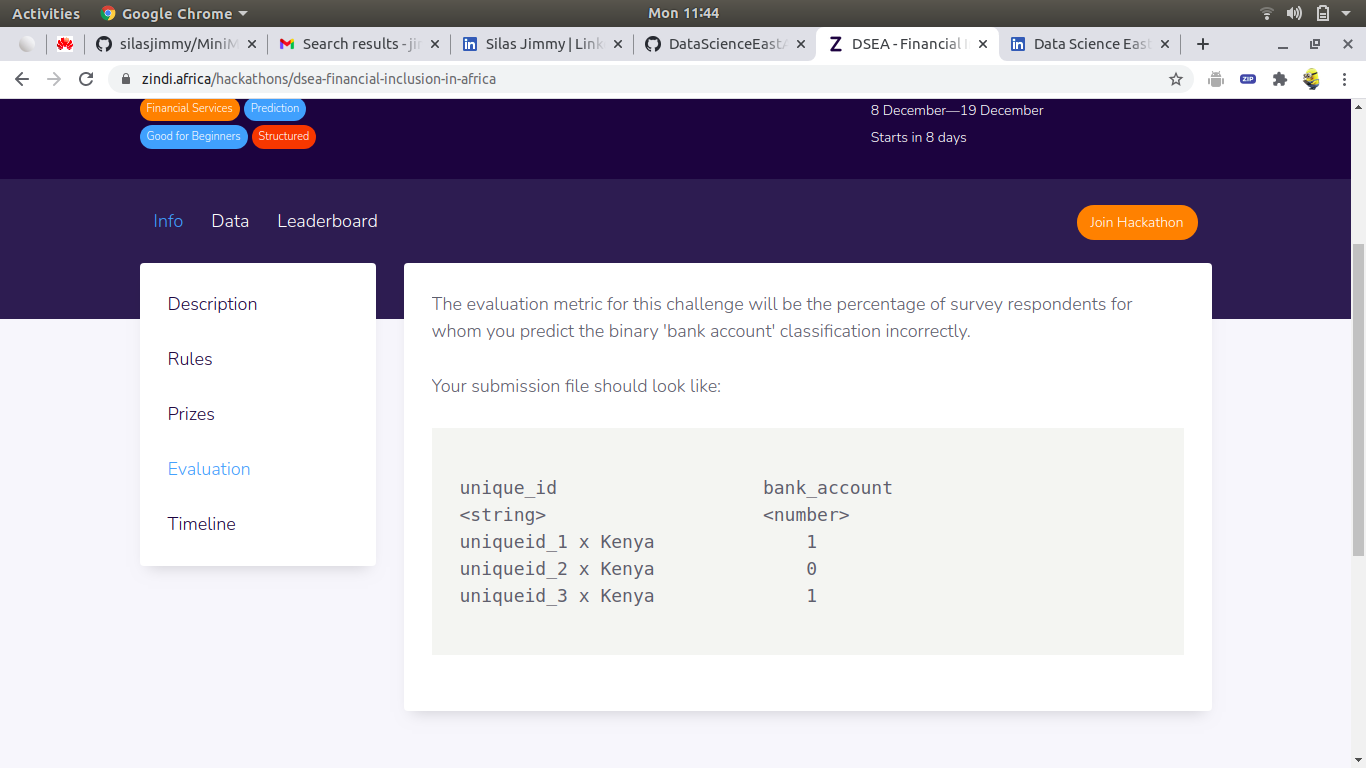 Activities Google Chrome Mon 11:44
silasjimmy/MiniM Search results - jin Silas Jimmy | Link DataScienceEastA DSEA - Financial I Data Science East
zindi.africa/hackathons/dsea-financial-inclusion-in-africa ZIP
Financial Services Prediction
8 December—19 December
Good for Beginners Structured
Starts in 8 days
Info Data Leaderboard Join Hackathon
Description
Rules
Prizes
Evaluation
Timeline
The evaluation metric for this challenge will be the percentage of survey respondents for
whom you predict the binary 'bank account' classification incorrectly.
Your submission file should look like:
unique_id bank_account
<string> <number>
uniqueid_1 x Kenya 1
uniqueid_2 x Kenya 0
uniqueid_3 x Kenya 1